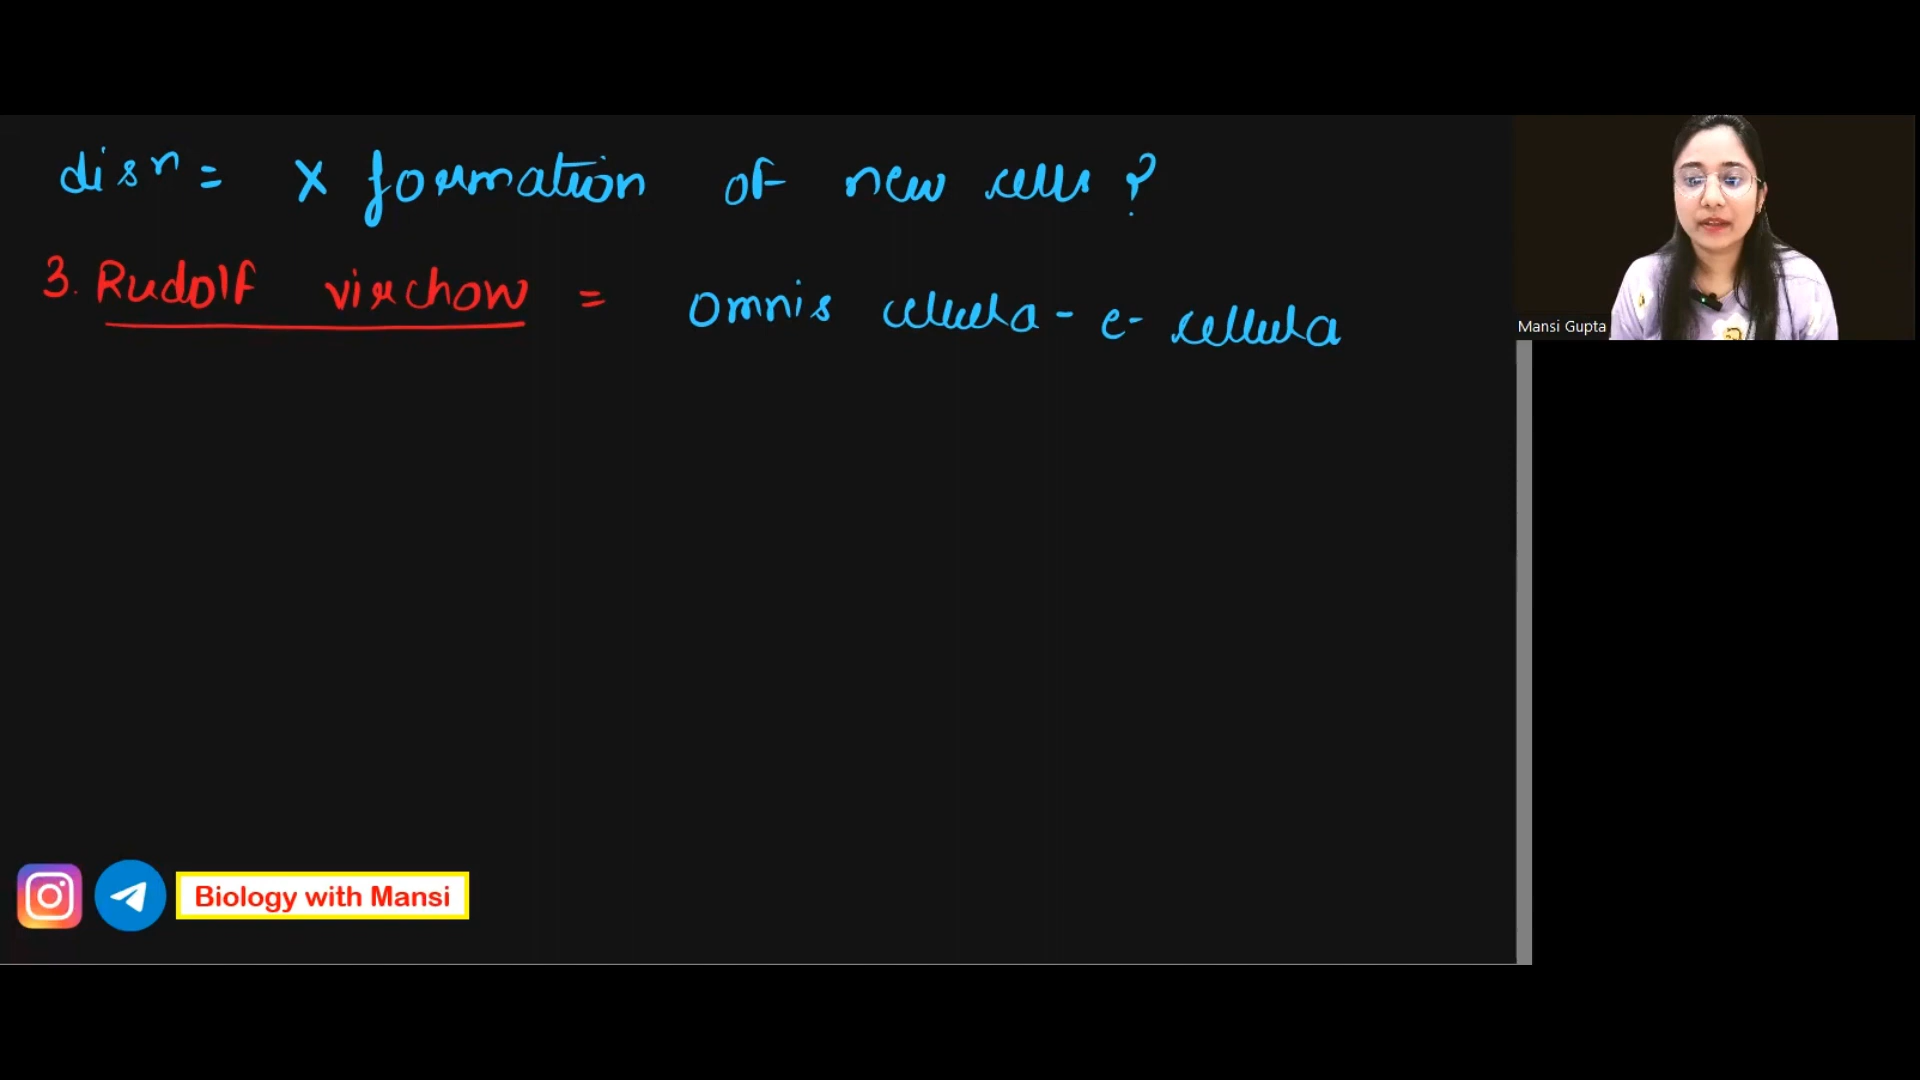 disn = x formation of new cells ?
3. Rudolf virchow = omnis cellula - e - cellula
Mansi Gupta
Biology with Mansi